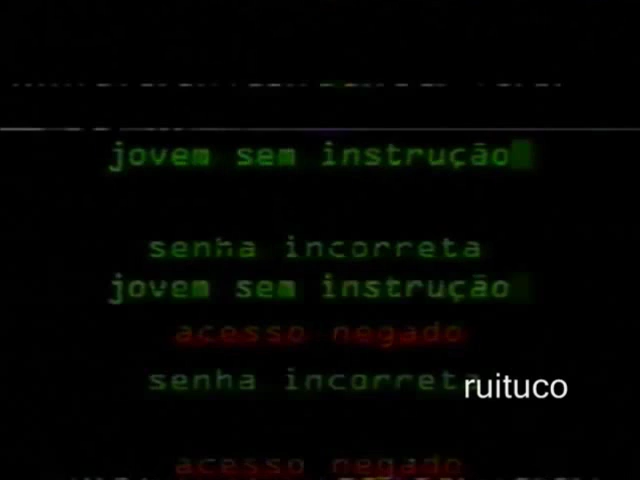 jovem sem instrução
senha incorreta
jovem sem instrução
acesso negado
senha incorreta
ruituco
acesso negado